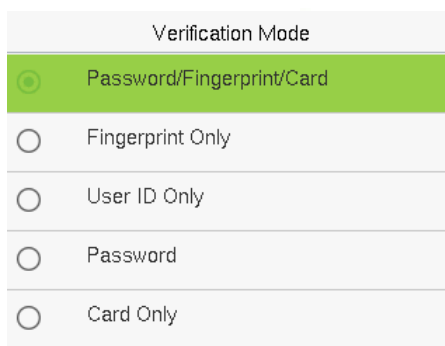 Verification Mode
Password/Fingerprint/Card
Fingerprint Only
User ID Only
Password
Card Only